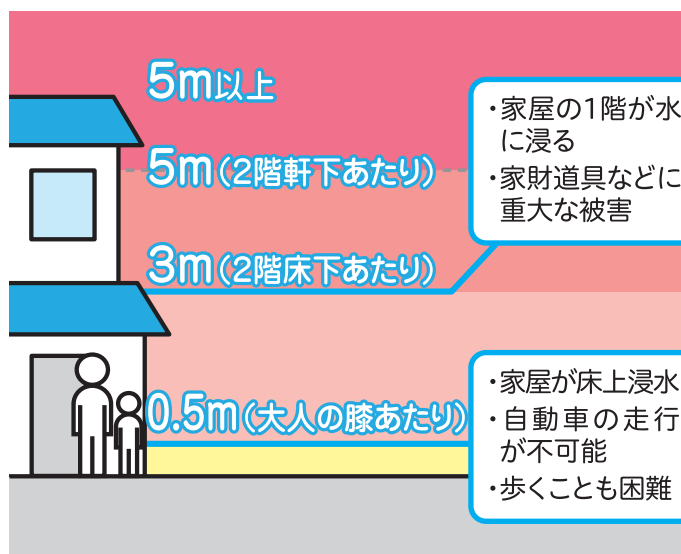 5m以上
5m(2階軒下あたり)
・家屋の1階が水
に浸る
・家財道具などに
重大な被害
3m(2階床下あたり)
0.5m(大人の膝あたり)
・家屋が床上浸水
・自動車の走行
が不可能
・歩くことも困難